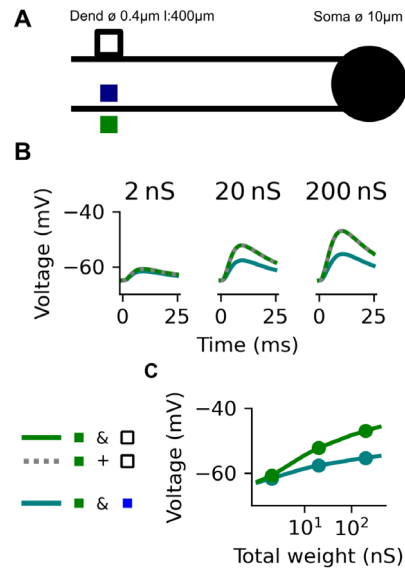 A
Dend ø 0.4µm l:400µm
Soma ø 10µm
B
2 nS 20 nS 200 nS
Voltage (mV)
−40
−60
0 25 0 25 0 25
Time (ms)
C
&
+
&
Voltage (mV)
−40
−60
10¹ 10²
Total weight (nS)